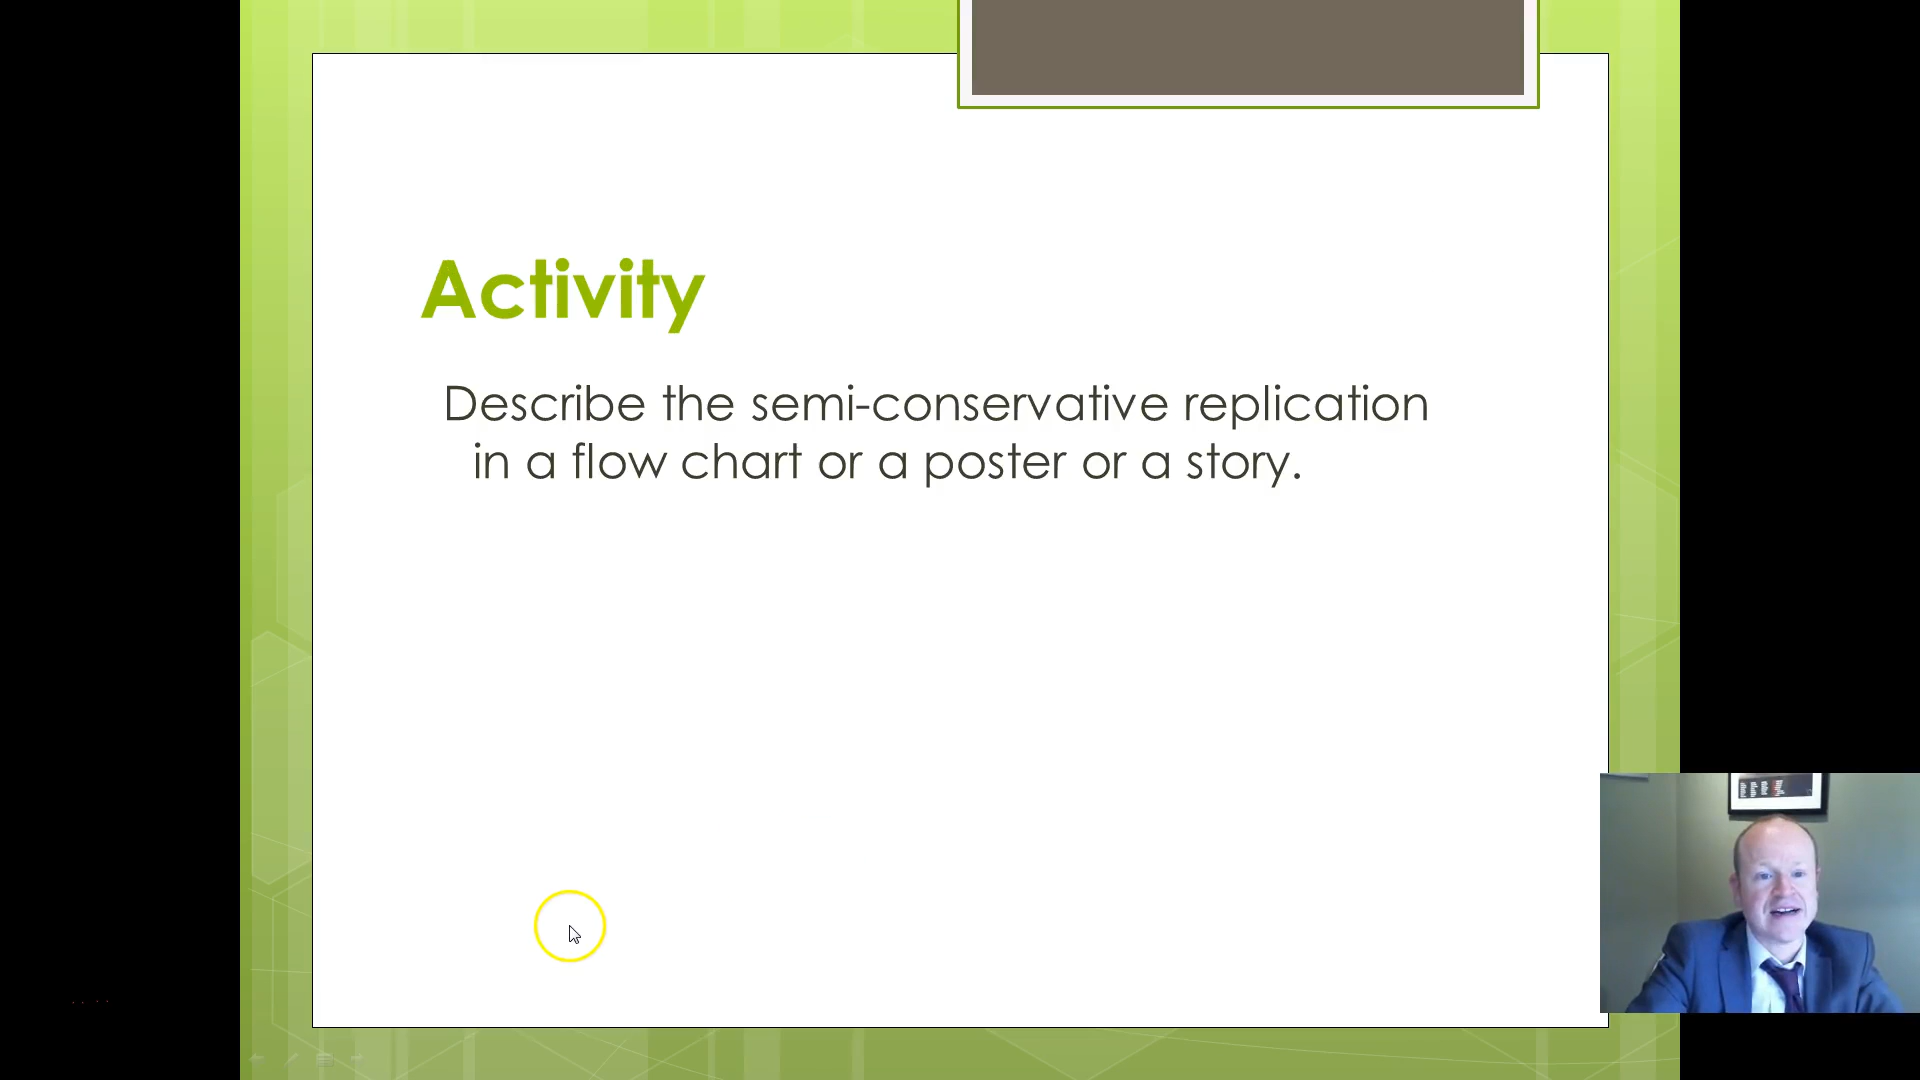 Activity
Describe the semi-conservative replication
in a flow chart or a poster or a story.